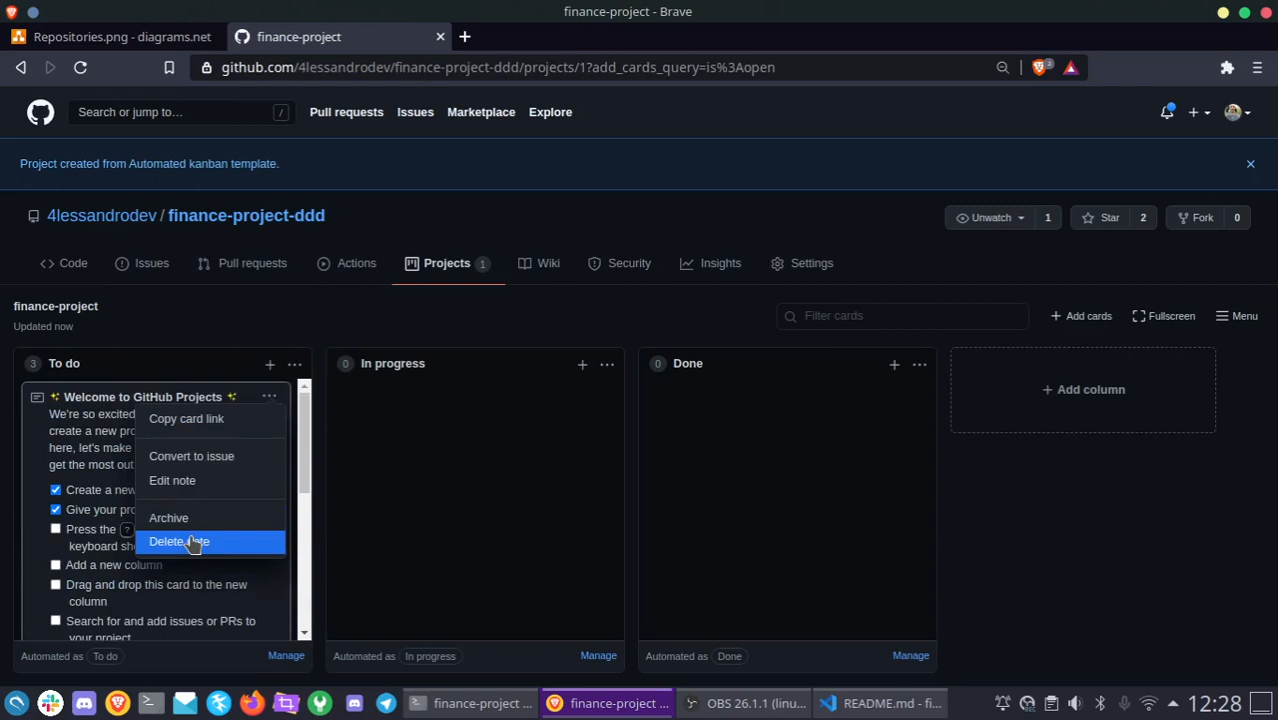 finance-project - Brave
Repositories.png - diagrams.net
finance-project
github.com/4lessandrodev/finance-project-ddd/projects/1?add_cards_query=is%3Aopen
3
Search or jump to…
/
Pull requests
Issues
Marketplace
Explore
Project created from Automated kanban template.
4lessandrodev / finance-project-ddd
Unwatch
1
Star
2
Fork
0
Code
Issues
Pull requests
Actions
Projects 1
Wiki
Security
Insights
Settings
finance-project
Updated now
Filter cards
Add cards
Fullscreen
Menu
3 To do
0 In progress
0 Done
Add column
Welcome to GitHub Projects
We're so excited
create a new pro
here, let's make
get the most out
Create a new
Give your pro
Press the ?
keyboard sh
Add a new column
Drag and drop this card to the new
column
Search for and add issues or PRs to
your project
Copy card link
Convert to issue
Edit note
Archive
Delete note
Automated as To do
Manage
Automated as In progress
Manage
Automated as Done
Manage
finance-project ...
finance-project ...
OBS 26.1.1 (linu...
README.md - fi...
12:28